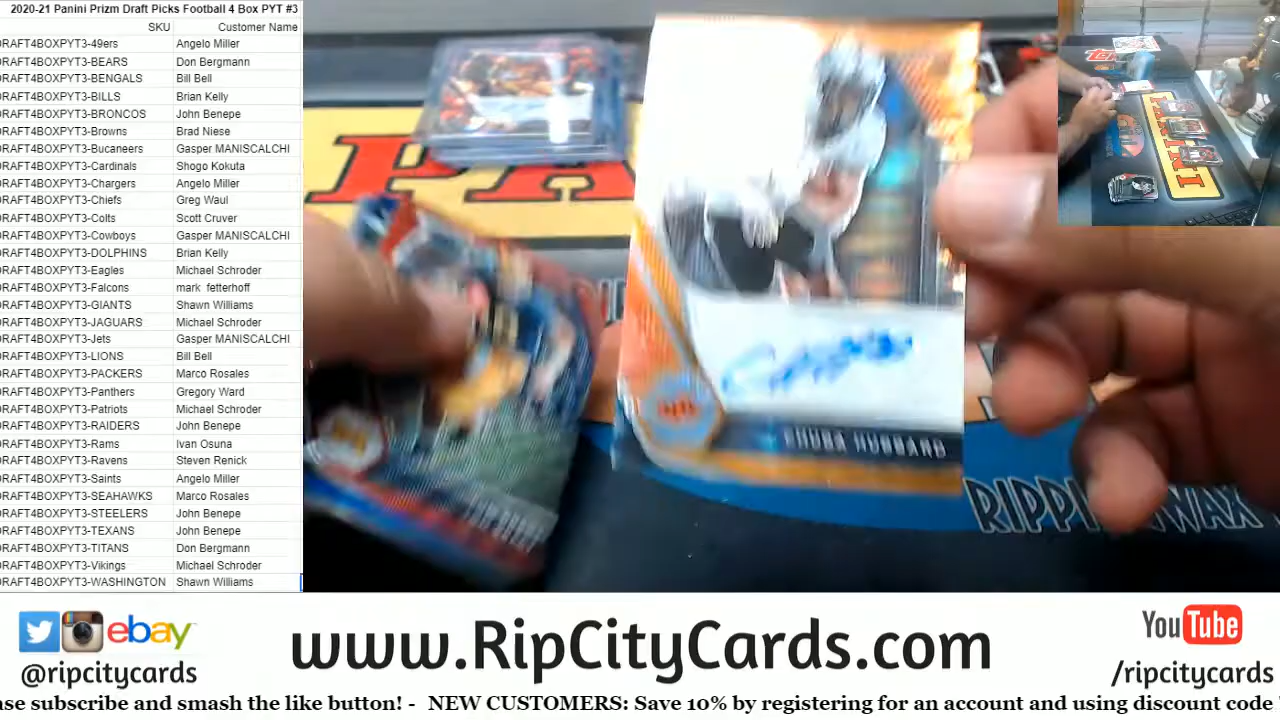 2020-21 Panini Prizm Draft Picks Football 4 Box PYT #3
SKU Customer Name
DRAFT4BOXPYT3-49ers Angelo Miller
DRAFT4BOXPYT3-BEARS Don Bergmann
DRAFT4BOXPYT3-BENGALS Bill Bell
DRAFT4BOXPYT3-BILLS Brian Kelly
DRAFT4BOXPYT3-BRONCOS John Benepe
DRAFT4BOXPYT3-Browns Brad Niese
DRAFT4BOXPYT3-Bucaneers Gasper MANISCALCHI
DRAFT4BOXPYT3-Cardinals Shogo Kokuta
DRAFT4BOXPYT3-Chargers Angelo Miller
DRAFT4BOXPYT3-Chiefs Greg Waul
DRAFT4BOXPYT3-Colts Scott Cruver
DRAFT4BOXPYT3-Cowboys Gasper MANISCALCHI
DRAFT4BOXPYT3-DOLPHINS Brian Kelly
DRAFT4BOXPYT3-Eagles Michael Schroder
DRAFT4BOXPYT3-Falcons mark fetterhoff
DRAFT4BOXPYT3-GIANTS Shawn Williams
DRAFT4BOXPYT3-JAGUARS Michael Schroder
DRAFT4BOXPYT3-Jets Gasper MANISCALCHI
DRAFT4BOXPYT3-LIONS Bill Bell
DRAFT4BOXPYT3-PACKERS Marco Rosales
DRAFT4BOXPYT3-Panthers Gregory Ward
DRAFT4BOXPYT3-Patriots Michael Schroder
DRAFT4BOXPYT3-RAIDERS John Benepe
DRAFT4BOXPYT3-Rams Ivan Osuna
DRAFT4BOXPYT3-Ravens Steven Renick
DRAFT4BOXPYT3-Saints Angelo Miller
DRAFT4BOXPYT3-SEAHAWKS Marco Rosales
DRAFT4BOXPYT3-STEELERS John Benepe
DRAFT4BOXPYT3-TEXANS John Benepe
DRAFT4BOXPYT3-TITANS Don Bergmann
DRAFT4BOXPYT3-Vikings Michael Schroder
DRAFT4BOXPYT3-WASHINGTON Shawn Williams
PANINI
CHUBA HUBBARD
RIPPIN WAX
ebay
@ripcitycards
www.RipCityCards.com
YouTube
/ripcitycards
ase subscribe and smash the like button! - NEW CUSTOMERS: Save 10% by registering for an account and using discount code